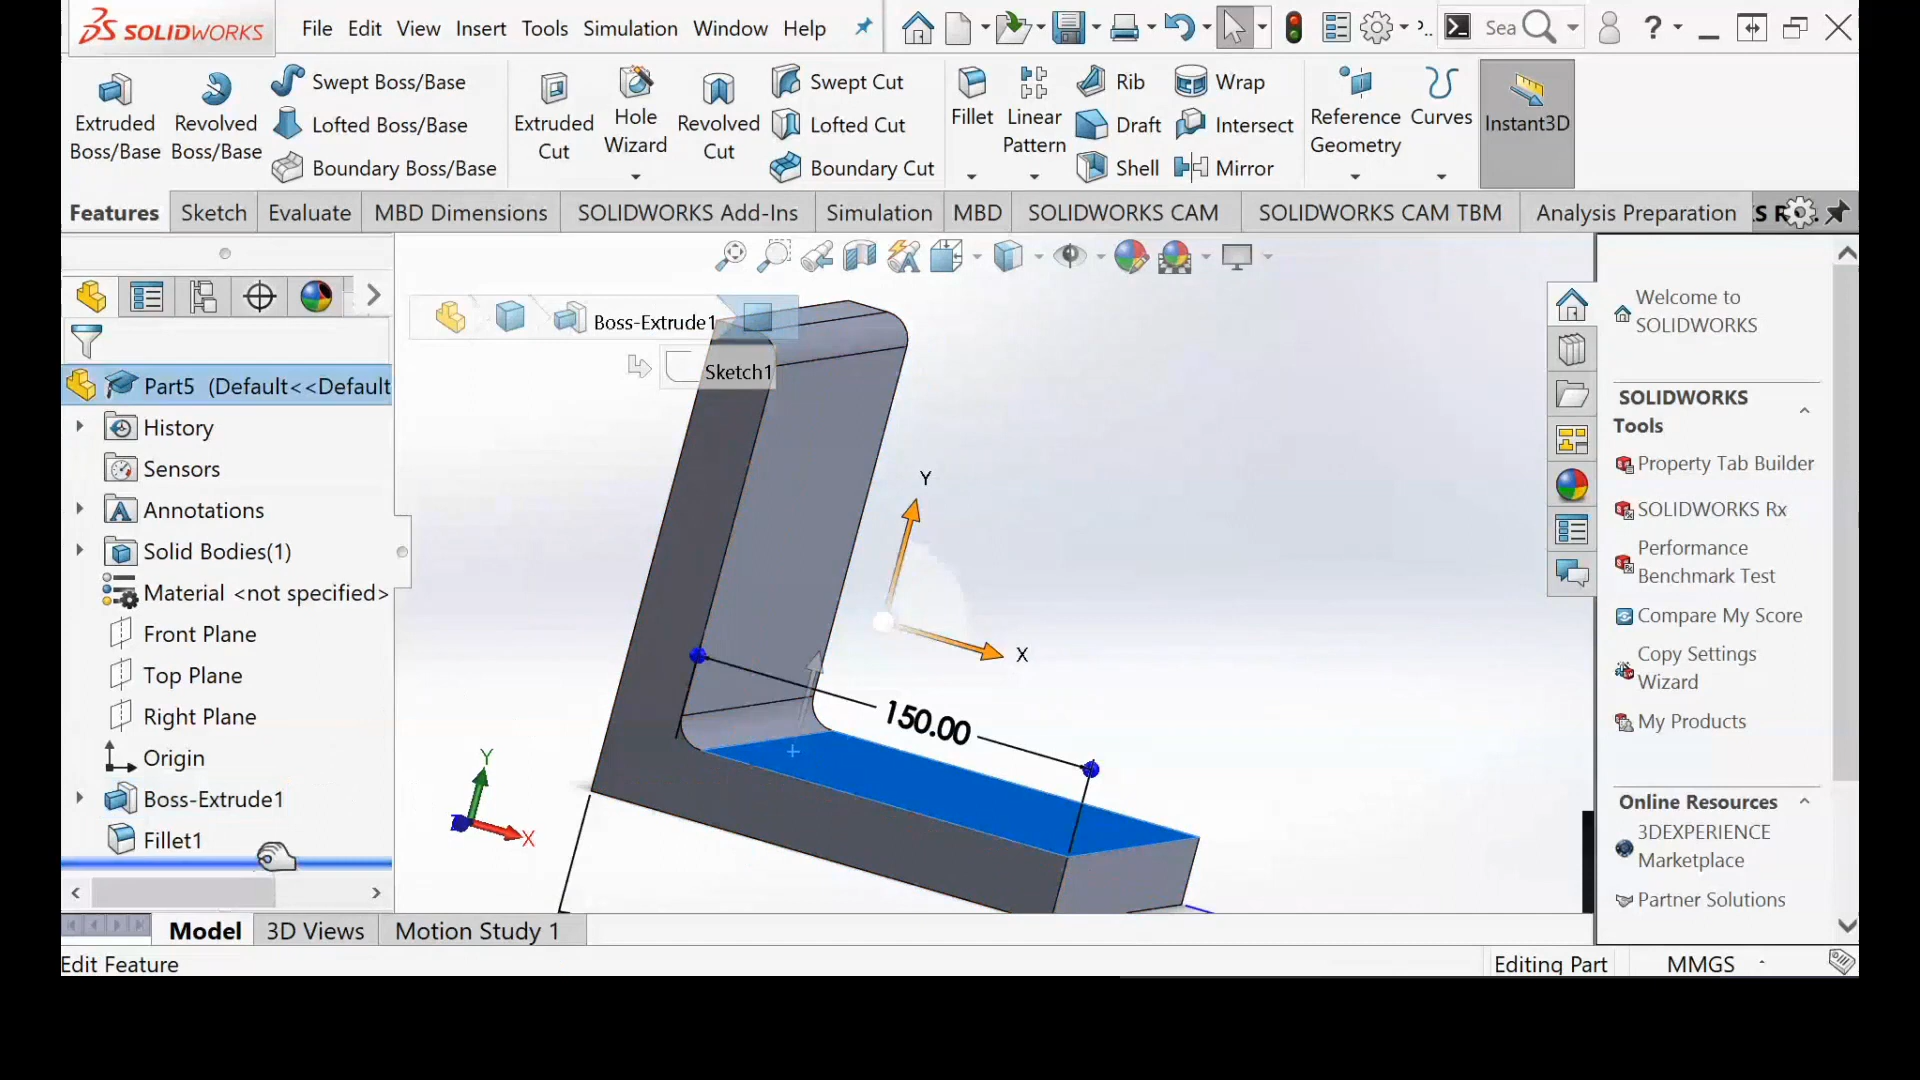 SOLIDWORKS
File Edit View Insert Tools Simulation Window Help
Sea
?
Extruded Boss/Base
Revolved Boss/Base
Swept Boss/Base
Lofted Boss/Base
Boundary Boss/Base
Extruded Cut
Hole Wizard
Revolved Cut
Swept Cut
Lofted Cut
Boundary Cut
Fillet
Linear Pattern
Rib
Draft
Shell
Wrap
Intersect
Mirror
Reference Geometry
Curves
Instant3D
Features Sketch Evaluate MBD Dimensions SOLIDWORKS Add-Ins Simulation MBD SOLIDWORKS CAM SOLIDWORKS CAM TBM Analysis Preparation
Part5 (Default<<Default
History
Sensors
Annotations
Solid Bodies(1)
Material <not specified>
Front Plane
Top Plane
Right Plane
Origin
Boss-Extrude1
Fillet1
Boss-Extrude1
Sketch1
Y
X
150.00
Y
X
Welcome to
SOLIDWORKS
SOLIDWORKS
Tools
Property Tab Builder
SOLIDWORKS Rx
Performance
Benchmark Test
Compare My Score
Copy Settings
Wizard
My Products
Online Resources
3DEXPERIENCE
Marketplace
Partner Solutions
Model 3D Views Motion Study 1
Edit Feature
Editing Part
MMGS